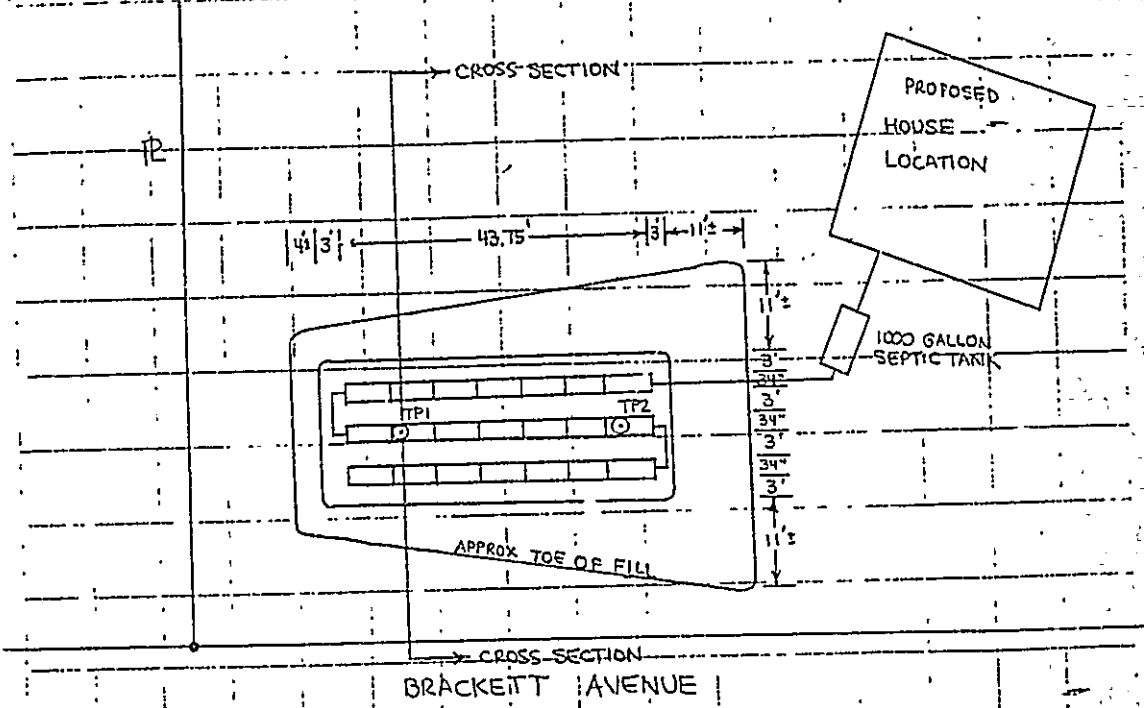 CROSS SECTION
PROPOSED
HOUSE
LOCATION
PL
4'± 3' 43.75' 3' 11'±
11'±
1000 GALLON
SEPTIC TANK
3'
34"
3'
34"
3'
34"
3'
TP1 TP2
11'±
APPROX TOE OF FILL
CROSS SECTION
BRACKETT AVENUE